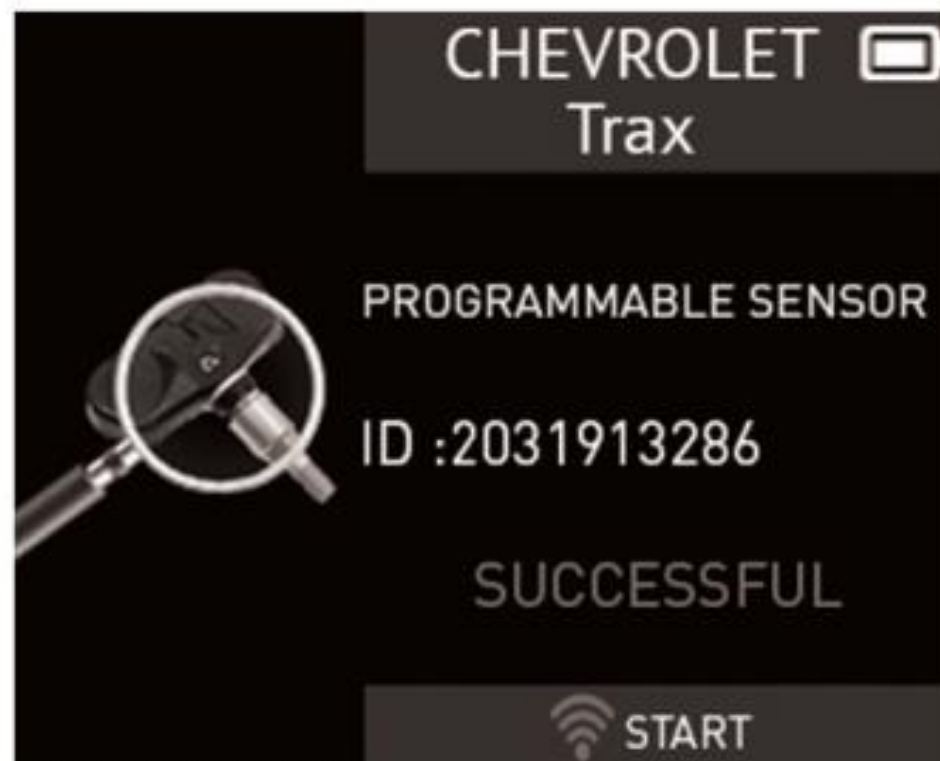 CHEVROLET
Trax
PROGRAMMABLE SENSOR
ID :2031913286
SUCCESSFUL
START